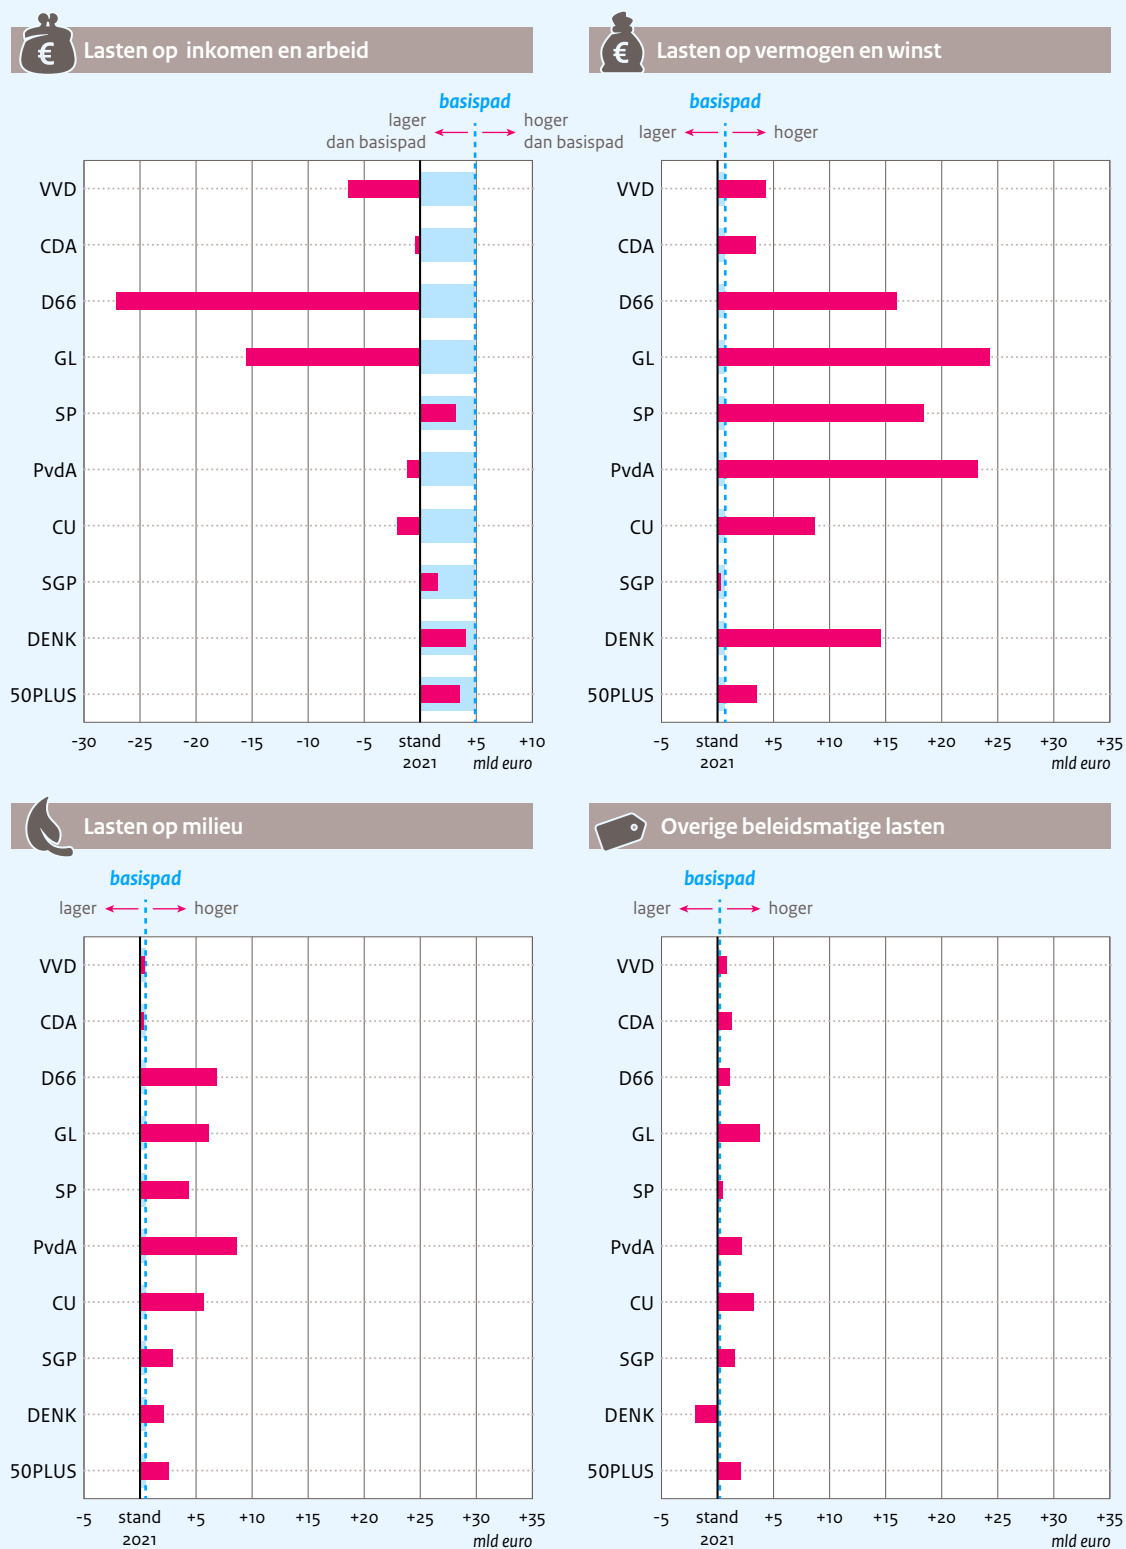 € Lasten op inkomen en arbeid
basispad
lager
dan basispad
hoger
dan basispad
VVD
CDA
D66
GL
SP
PvdA
CU
SGP
DENK
50PLUS
-30 -25 -20 -15 -10 -5 stand 2021 +5 +10
mld euro
€ Lasten op vermogen en winst
basispad
lager hoger
VVD
CDA
D66
GL
SP
PvdA
CU
SGP
DENK
50PLUS
-5 stand 2021 +5 +10 +15 +20 +25 +30 +35
mld euro
Lasten op milieu
basispad
lager hoger
VVD
CDA
D66
GL
SP
PvdA
CU
SGP
DENK
50PLUS
-5 stand 2021 +5 +10 +15 +20 +25 +30 +35
mld euro
Overige beleidsmatige lasten
basispad
lager hoger
VVD
CDA
D66
GL
SP
PvdA
CU
SGP
DENK
50PLUS
-5 stand 2021 +5 +10 +15 +20 +25 +30 +35
mld euro